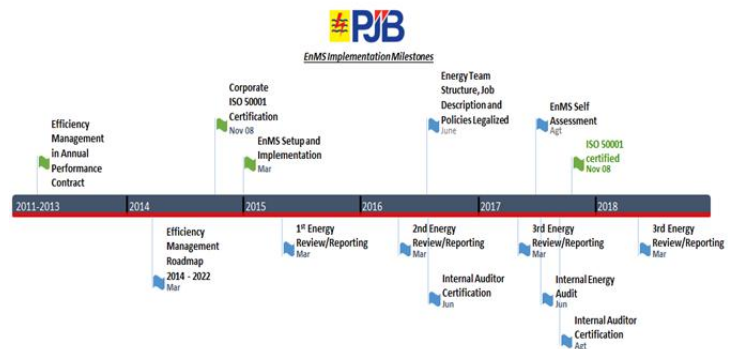 PJB
EnMS Implementation Milestones
Efficiency
Management
in Annual
Performance
Contract
Corporate
ISO 50001
Certification
Nov 08
EnMS Setup and
Implementation
Mar
Energy Team
Structure, Job
Description and
Policies Legalized
June
EnMS Self
Assessment
Agt
ISO 50001
certified
Nov 08
2011-2013
2014
2015
2016
2017
2018
Efficiency
Management
Roadmap
2014 - 2022
Mar
1st Energy
Review/Reporting
Mar
2nd Energy
Review/Reporting
Mar
Internal Auditor
Certification
Jun
3rd Energy
Review/Reporting
Mar
Internal Energy
Audit
Jun
Internal Auditor
Certification
Agt
3rd Energy
Review/Reporting
Mar